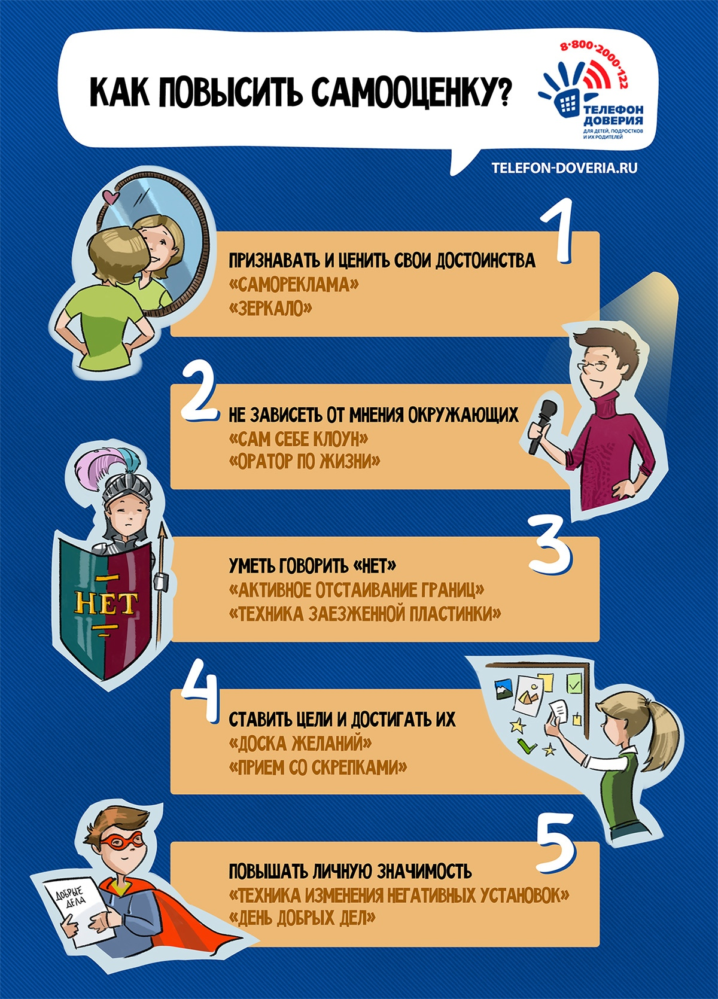 КАК ПОВЫСИТЬ САМООЦЕНКУ?
8-800-2000-122
ТЕЛЕФОН
ДОВЕРИЯ
ДЛЯ ДЕТЕЙ, ПОДРОСТКОВ
И ИХ РОДИТЕЛЕЙ
TELEFON-DOVERIA.RU
1
ПРИЗНАВАТЬ И ЦЕНИТЬ СВОИ ДОСТОИНСТВА
«САМОРЕКЛАМА»
«ЗЕРКАЛО»
2
НЕ ЗАВИСЕТЬ ОТ МНЕНИЯ ОКРУЖАЮЩИХ
«САМ СЕБЕ КЛОУН»
«ОРАТОР ПО ЖИЗНИ»
3
УМЕТЬ ГОВОРИТЬ «НЕТ»
«АКТИВНОЕ ОТСТАИВАНИЕ ГРАНИЦ»
«ТЕХНИКА ЗАЕЗЖЕННОЙ ПЛАСТИНКИ»
НЕТ
4
СТАВИТЬ ЦЕЛИ И ДОСТИГАТЬ ИХ
«ДОСКА ЖЕЛАНИЙ»
«ПРИЕМ СО СКРЕПКАМИ»
5
ПОВЫШАТЬ ЛИЧНУЮ ЗНАЧИМОСТЬ
«ТЕХНИКА ИЗМЕНЕНИЯ НЕГАТИВНЫХ УСТАНОВОК»
«ДЕНЬ ДОБРЫХ ДЕЛ»
ДОБРЫЕ
ДЕЛА